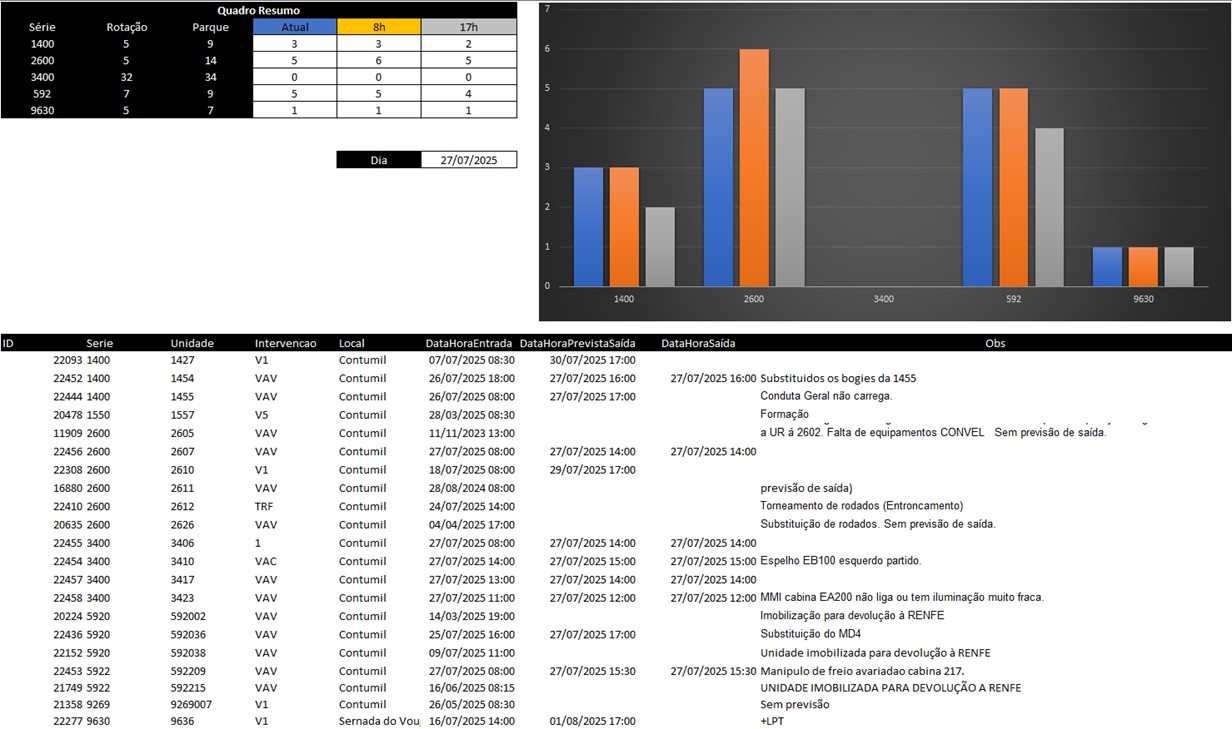 Quadro Resumo
Série Rotação Parque Atual 8h 17h
1400 5 9 3 3 2
2600 5 14 5 6 5
3400 32 34 0 0 0
592 7 9 5 5 4
9630 5 7 1 1 1
Dia 27/07/2025
7
6
5
4
3
2
1
0
1400 2600 3400 592 9630
ID Serie Unidade Intervencao Local DataHoraEntrada DataHoraPrevistaSaída DataHoraSaída Obs
22093 1400 1427 V1 Contumil 07/07/2025 08:30 30/07/2025 17:00
22452 1400 1454 VAV Contumil 26/07/2025 18:00 27/07/2025 16:00 27/07/2025 16:00 Substituidos os bogies da 1455
22444 1400 1455 VAV Contumil 26/07/2025 08:00 27/07/2025 17:00 Conduta Geral não carrega.
20478 1550 1557 V5 Contumil 28/03/2025 08:30 Formação
11909 2600 2605 VAV Contumil 11/11/2023 13:00 a UR á 2602. Falta de equipamentos CONVEL Sem previsão de saída.
22456 2600 2607 VAV Contumil 27/07/2025 08:00 27/07/2025 14:00 27/07/2025 14:00
22308 2600 2610 V1 Contumil 18/07/2025 08:00 29/07/2025 17:00
16880 2600 2611 VAV Contumil 28/08/2024 08:00 previsão de saída)
22410 2600 2612 TRF Contumil 24/07/2025 14:00 Torneamento de rodados (Entroncamento)
20635 2600 2626 VAV Contumil 04/04/2025 17:00 Substituição de rodados. Sem previsão de saída.
22455 3400 3406 1 Contumil 27/07/2025 08:00 27/07/2025 14:00 27/07/2025 14:00
22454 3400 3410 VAC Contumil 27/07/2025 14:00 27/07/2025 15:00 27/07/2025 15:00 Espelho EB100 esquerdo partido.
22457 3400 3417 VAV Contumil 27/07/2025 13:00 27/07/2025 14:00 27/07/2025 14:00
22458 3400 3423 VAV Contumil 27/07/2025 11:00 27/07/2025 12:00 27/07/2025 12:00 MMI cabina EA200 não liga ou tem iluminação muito fraca.
20224 5920 592002 VAV Contumil 14/03/2025 19:00 Imobilização para devolução à RENFE
22436 5920 592036 VAV Contumil 25/07/2025 16:00 27/07/2025 17:00 Substituição do MD4
22152 5920 592038 VAV Contumil 09/07/2025 11:00 Unidade imobilizada para devolução à RENFE
22453 5922 592209 VAV Contumil 27/07/2025 08:00 27/07/2025 15:30 27/07/2025 15:30 Manipulo de freio avariadao cabina 217.
21749 5922 592215 VAV Contumil 16/06/2025 08:15 UNIDADE IMOBILIZADA PARA DEVOLUÇÃO A RENFE
21358 9269 9269007 V1 Contumil 26/05/2025 08:30 Sem previsão
22277 9630 9636 V1 Sernada do Vou 16/07/2025 14:00 01/08/2025 17:00 +LPT